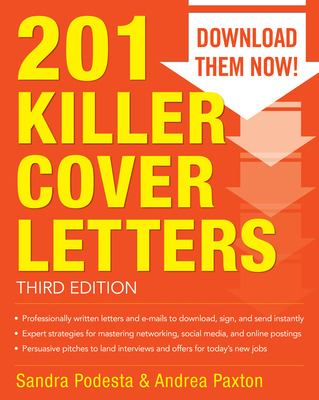 DOWNLOAD
THEM NOW!
201
KILLER
COVER
LETTERS
THIRD EDITION
• Professionally written letters and e-mails to download, sign, and send instantly
• Expert strategies for mastering networking, social media, and online postings
• Persuasive pitches to land interviews and offers for today's new jobs
Sandra Podesta & Andrea Paxton